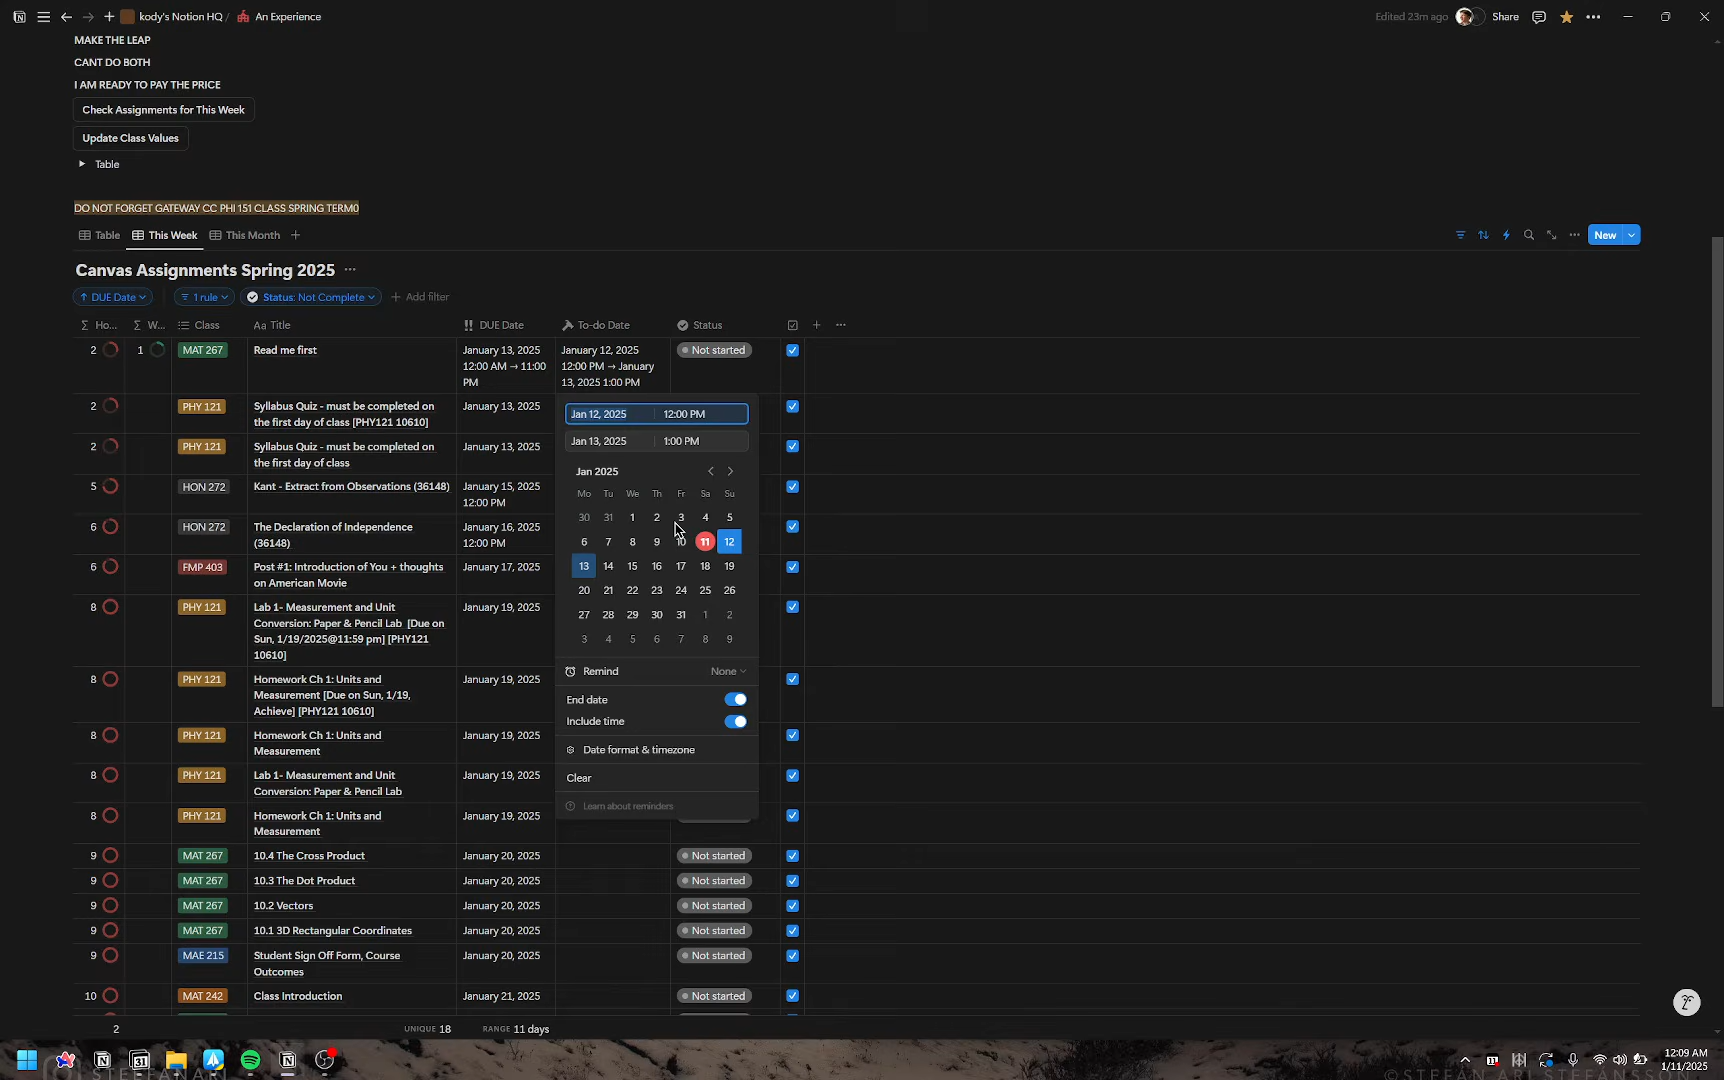 kody's Notion HQ / An Experience
Edited 23m ago Share
MAKE THE LEAP
CANT DO BOTH
I AM READY TO PAY THE PRICE
Check Assignments for This Week
Update Class Values
Table
DO NOT FORGET GATEWAY CC PHI 151 CLASS SPRING TERM0
Table This Week This Month
New
Canvas Assignments Spring 2025
DUE Date 1 rule Status: Not Complete Add filter
Ho... W... Class Aa Title DUE Date To-do Date Status
2 1 MAT 267 Read me first January 13, 2025 January 12, 2025 Not started
12:00 AM → 11:00 12:00 PM → January
PM 13, 2025 1:00 PM
2 PHY 121 Syllabus Quiz - must be completed on January 13, 2025
the first day of class [PHY121 10610]
2 PHY 121 Syllabus Quiz - must be completed on January 13, 2025
the first day of class
5 HON 272 Kant - Extract from Observations (36148) January 15, 2025
12:00 PM
6 HON 272 The Declaration of Independence January 16, 2025
(36148) 12:00 PM
6 FMP 403 Post #1: Introduction of You + thoughts January 17, 2025
on American Movie
8 PHY 121 Lab 1- Measurement and Unit January 19, 2025
Conversion: Paper & Pencil Lab [Due on
Sun, 1/19/2025@11:59 pm] [PHY121
10610]
8 PHY 121 Homework Ch 1: Units and January 19, 2025
Measurement [Due on Sun, 1/19,
Achieve] [PHY121 10610]
8 PHY 121 Homework Ch 1: Units and January 19, 2025
Measurement
8 PHY 121 Lab 1- Measurement and Unit January 19, 2025
Conversion: Paper & Pencil Lab
8 PHY 121 Homework Ch 1: Units and January 19, 2025
Measurement
9 MAT 267 10.4 The Cross Product January 20, 2025 Not started
9 MAT 267 10.3 The Dot Product January 20, 2025 Not started
9 MAT 267 10.2 Vectors January 20, 2025 Not started
9 MAT 267 10.1 3D Rectangular Coordinates January 20, 2025 Not started
9 MAE 215 Student Sign Off Form, Course January 20, 2025 Not started
Outcomes
10 MAT 242 Class Introduction January 21, 2025 Not started
2 UNIQUE 18 RANGE 11 days
Jan 12, 2025 12:00 PM
Jan 13, 2025 1:00 PM
Jan 2025
Mo Tu We Th Fr Sa Su
30 31 1 2 3 4 5
6 7 8 9 10 11 12
13 14 15 16 17 18 19
20 21 22 23 24 25 26
27 28 29 30 31 1 2
3 4 5 6 7 8 9
Remind None
End date
Include time
Date format & timezone
Clear
Learn about reminders
31
12:09 AM
1/11/2025
©STEFAN ARI STEFANSSON